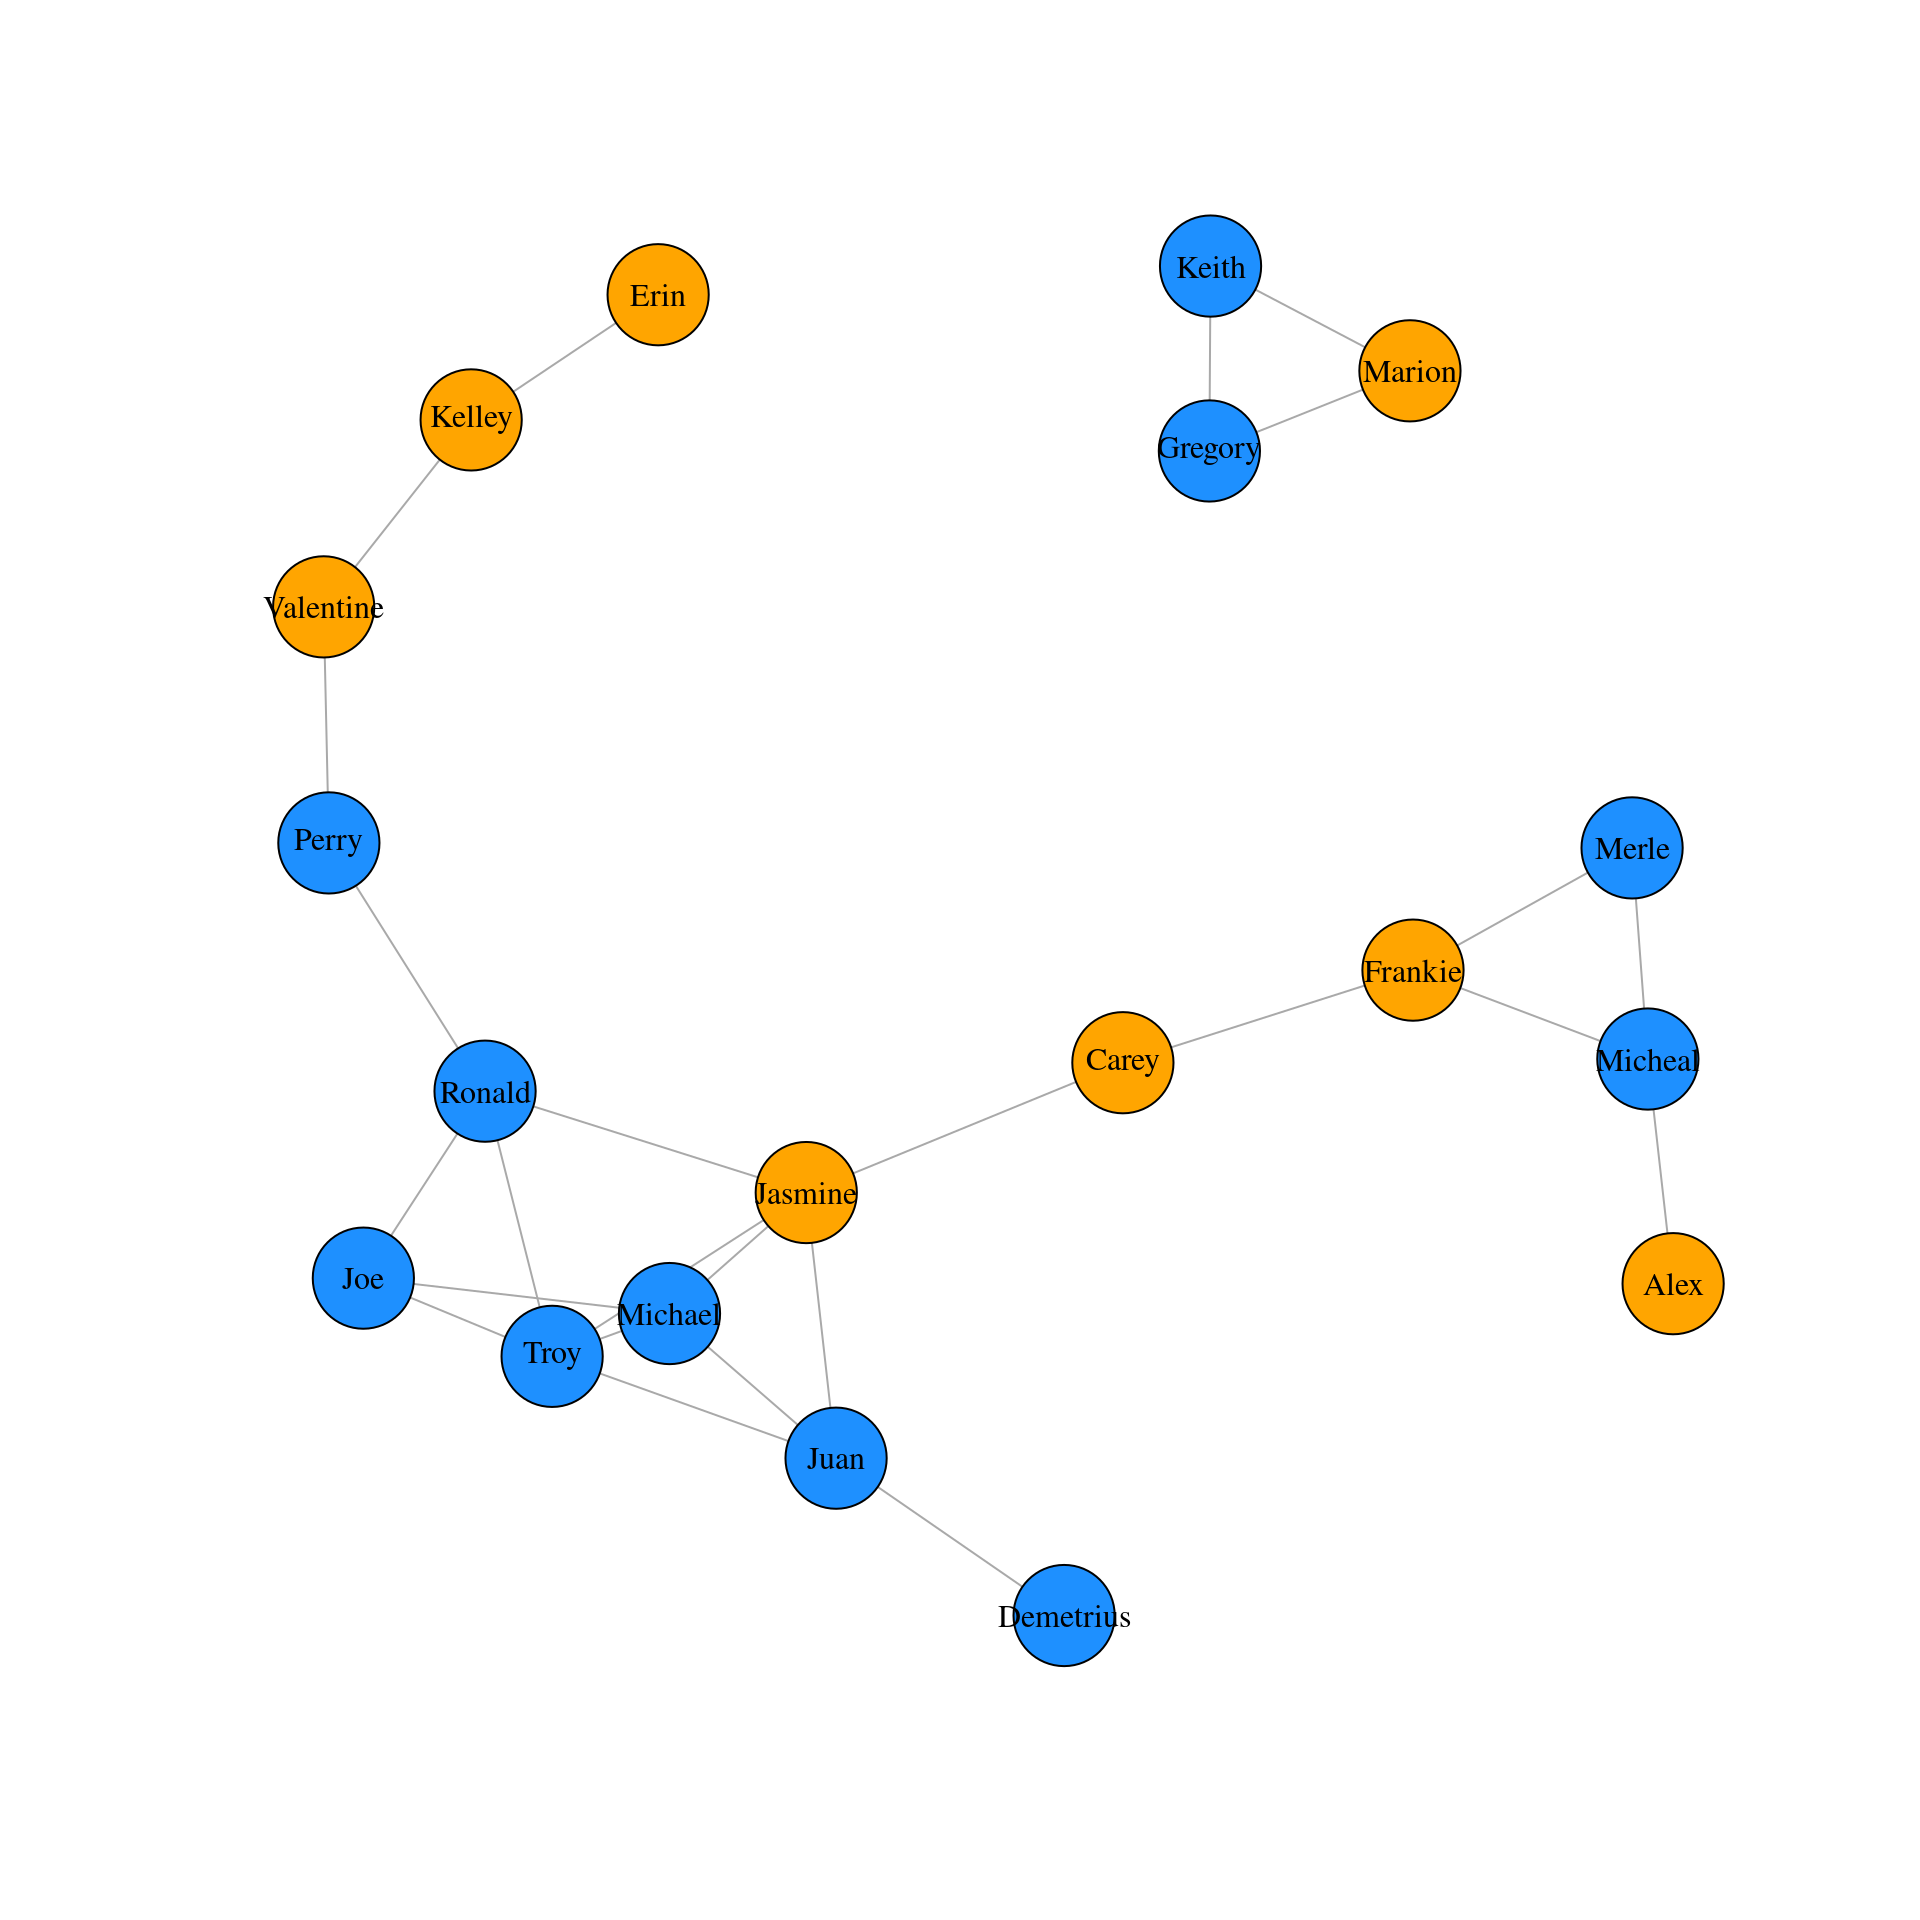 Keith
Erin
Marion
Kelley
Gregory
Valentine
Perry
Merle
Frankie
Carey
Micheal
Ronald
Jasmine
Joe
Alex
Michael
Troy
Juan
Demetrius